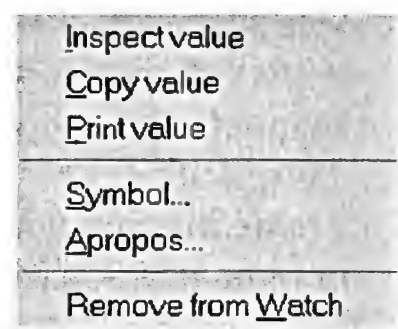 Inspect value
Copy value
Print value
Symbol...
Apropos...
Remove from Watch